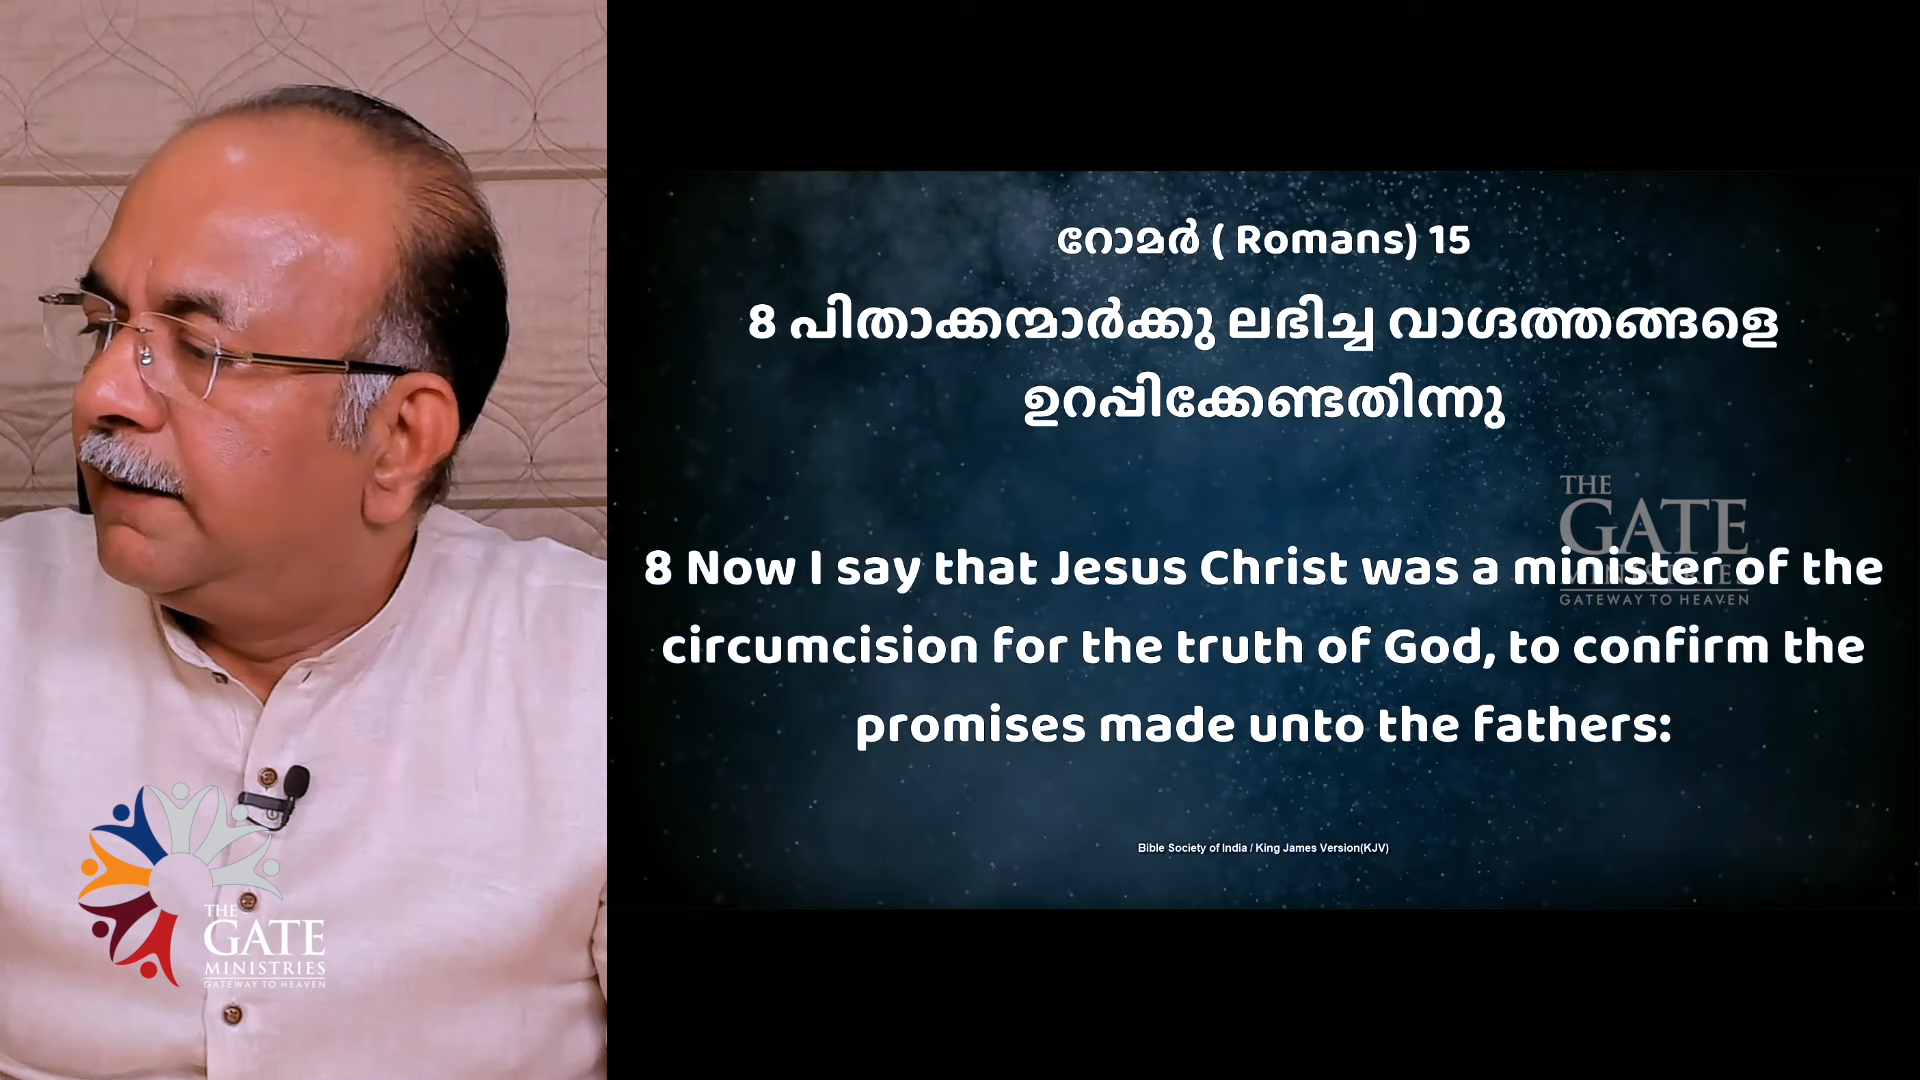 റോമർ ( Romans) 15
8 പിതാക്കന്മാർക്കു ലഭിച്ച വാഗ്ദത്തങ്ങളെ
ഉറപ്പിക്കേണ്ടതിന്നു
THE
GATE
MINISTRIES
GATEWAY TO HEAVEN
8 Now I say that Jesus Christ was a minister of the
circumcision for the truth of God, to confirm the
promises made unto the fathers:
Bible Society of India / King James Version(KJV)
THE
GATE
MINISTRIES
GATEWAY TO HEAVEN